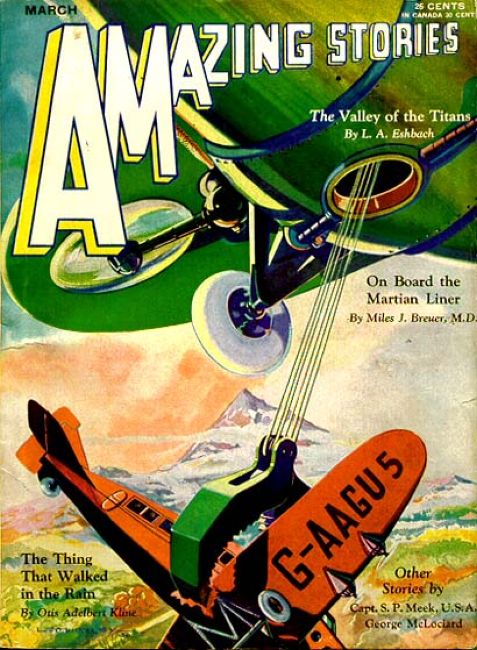 MARCH
25 CENTS
IN CANADA 30 CENTS
AMAZING STORIES
The Valley of the Titans
By L. A. Eshbach
On Board the
Martian Liner
By Miles J. Breuer, M.D.
G-AAGU5
The Thing
That Walked
in the Rain
By Otis Adelbert Kline
Other
Stories by
Capt. S. P. Meek, U.S.A.
George McLociard